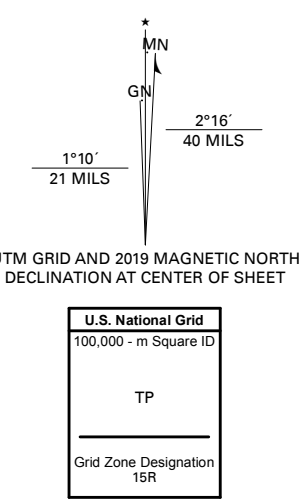 MN
GN
2°16´
40 MILS
1°10´
21 MILS
UTM GRID AND 2019 MAGNETIC NORTH
DECLINATION AT CENTER OF SHEET
U.S. National Grid
100,000 - m Square ID
TP
Grid Zone Designation
15R